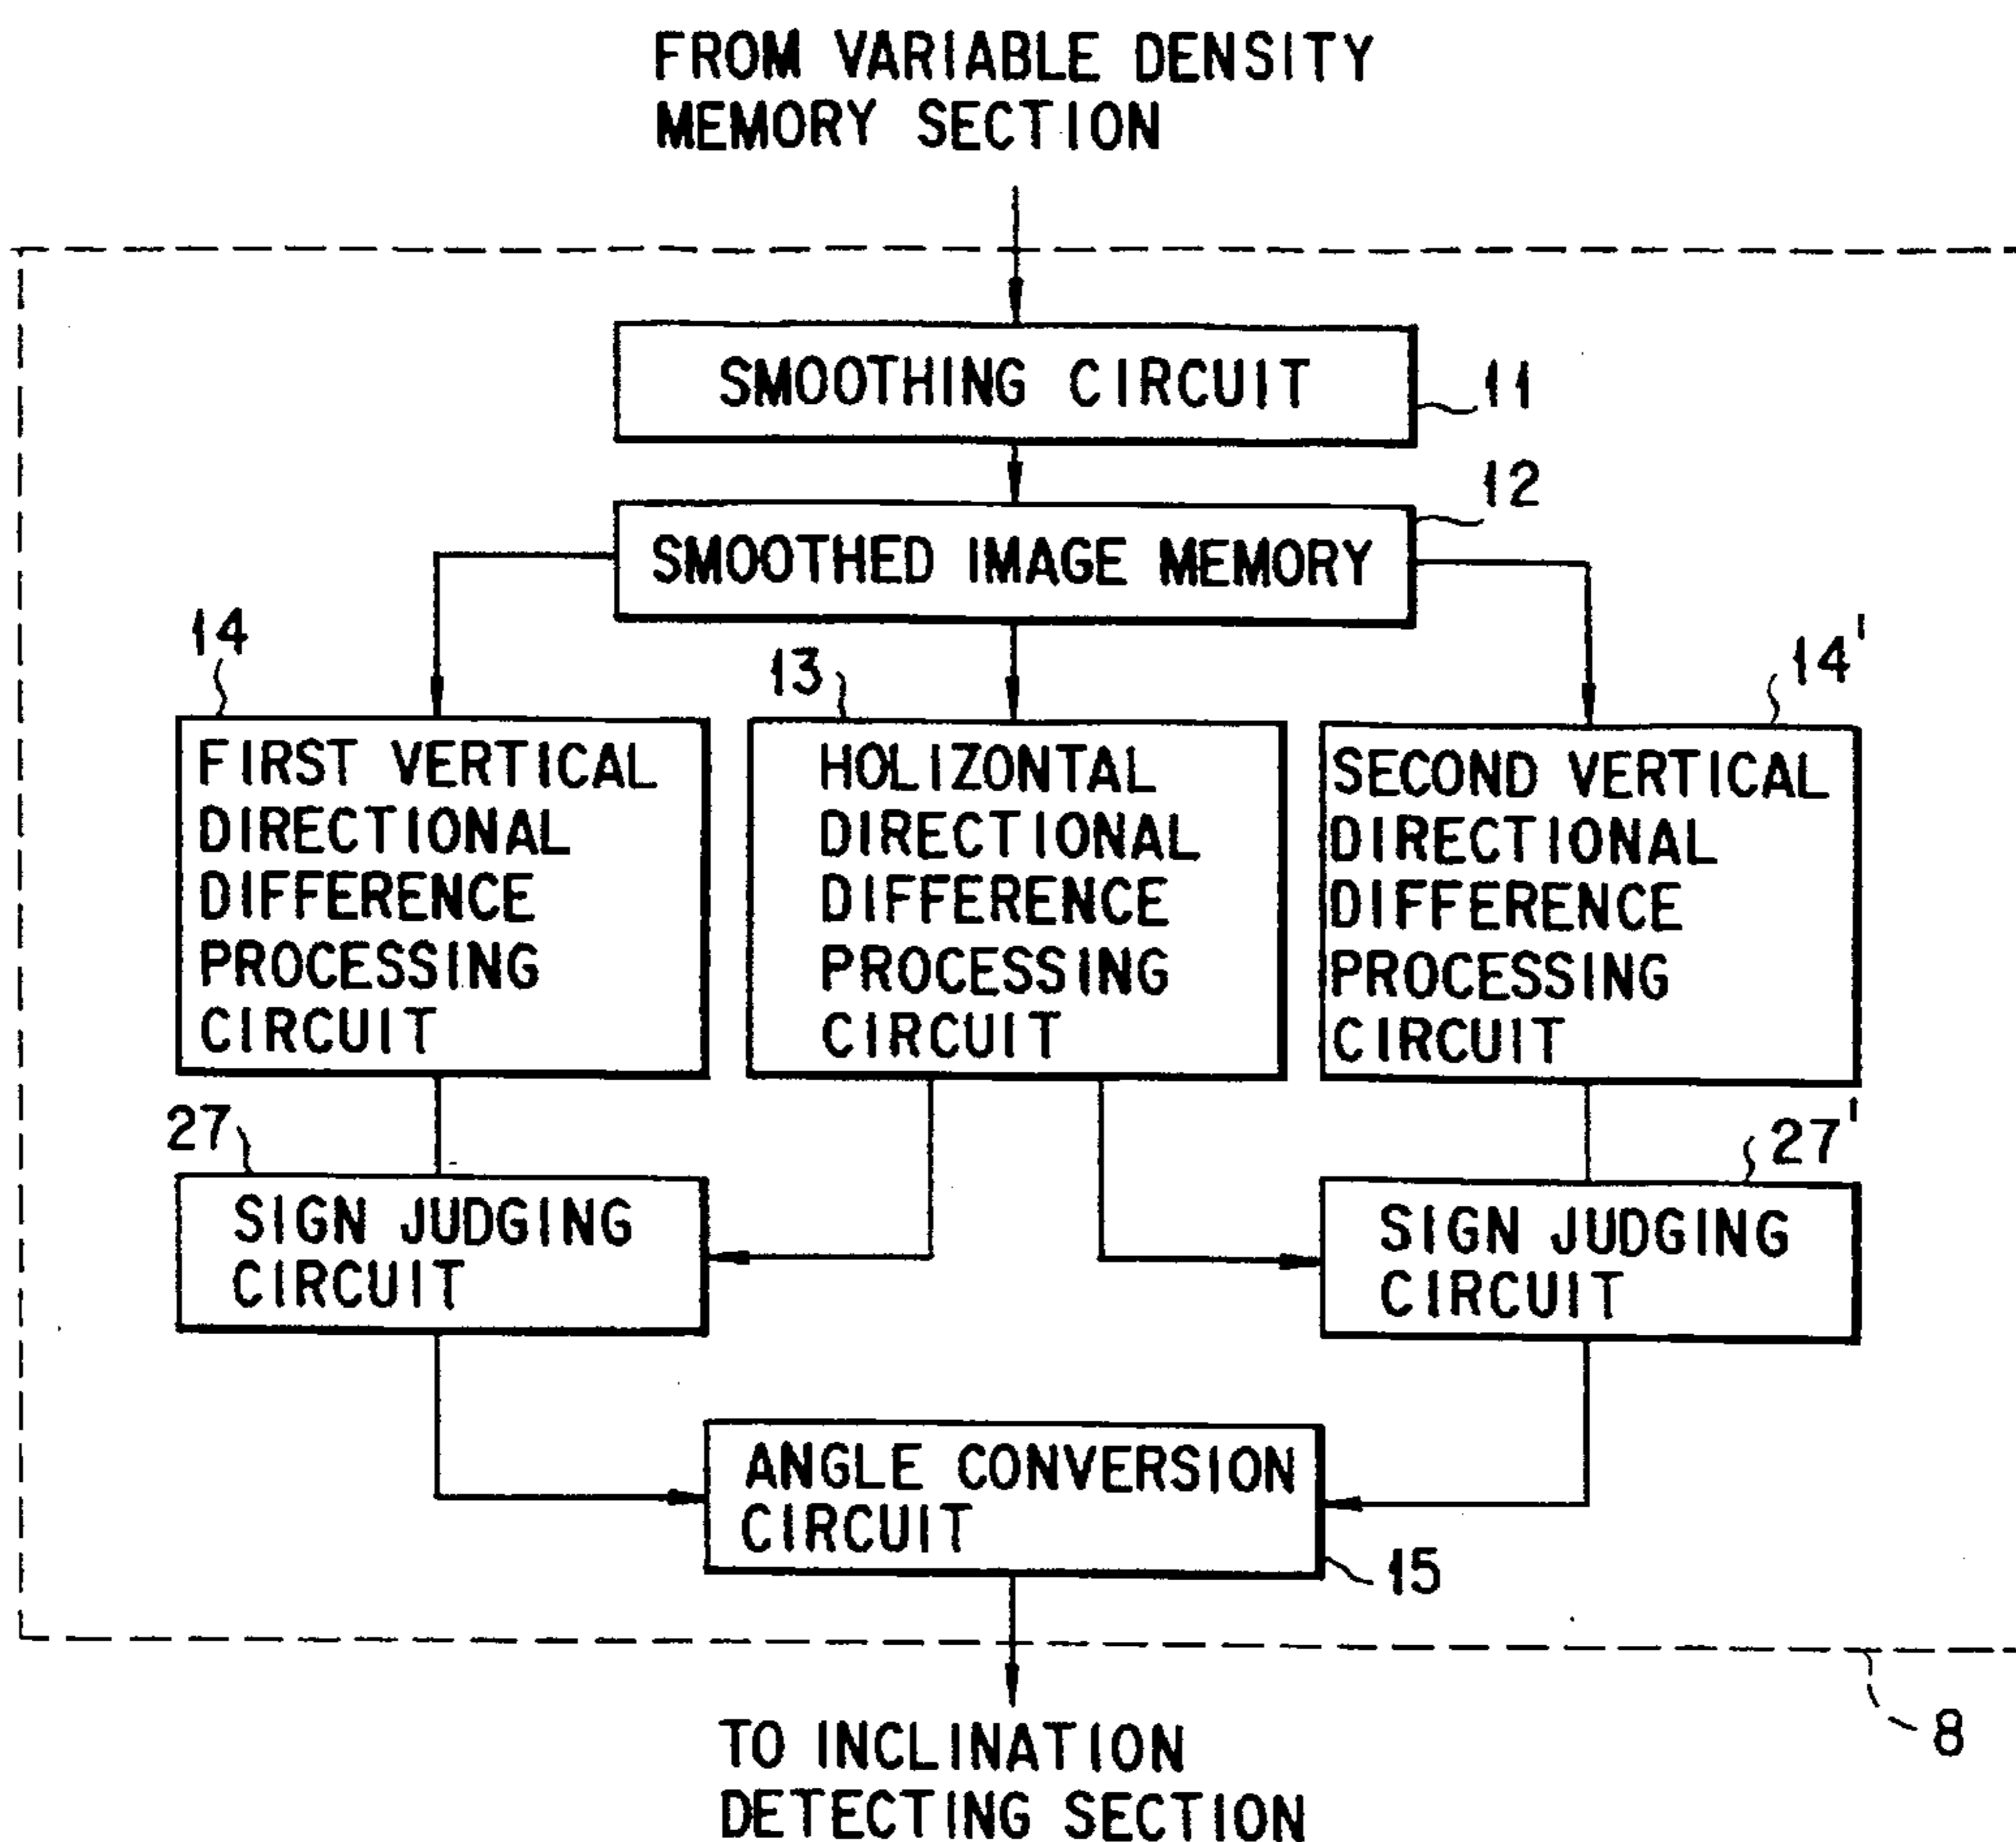 FROM VARIABLE DENSITY
MEMORY SECTION
SMOOTHING CIRCUIT
11
12
SMOOTHED IMAGE MEMORY
14
13
14'
FIRST VERTICAL
DIRECTIONAL
DIFFERENCE
PROCESSING
CIRCUIT
HOLIZONTAL
DIRECTIONAL
DIFFERENCE
PROCESSING
CIRCUIT
SECOND VERTICAL
DIRECTIONAL
DIFFERENCE
PROCESSING
CIRCUIT
27
27'
SIGN JUDGING
CIRCUIT
SIGN JUDGING
CIRCUIT
ANGLE CONVERSION
CIRCUIT
15
8
TO INCLINATION
DETECTING SECTION